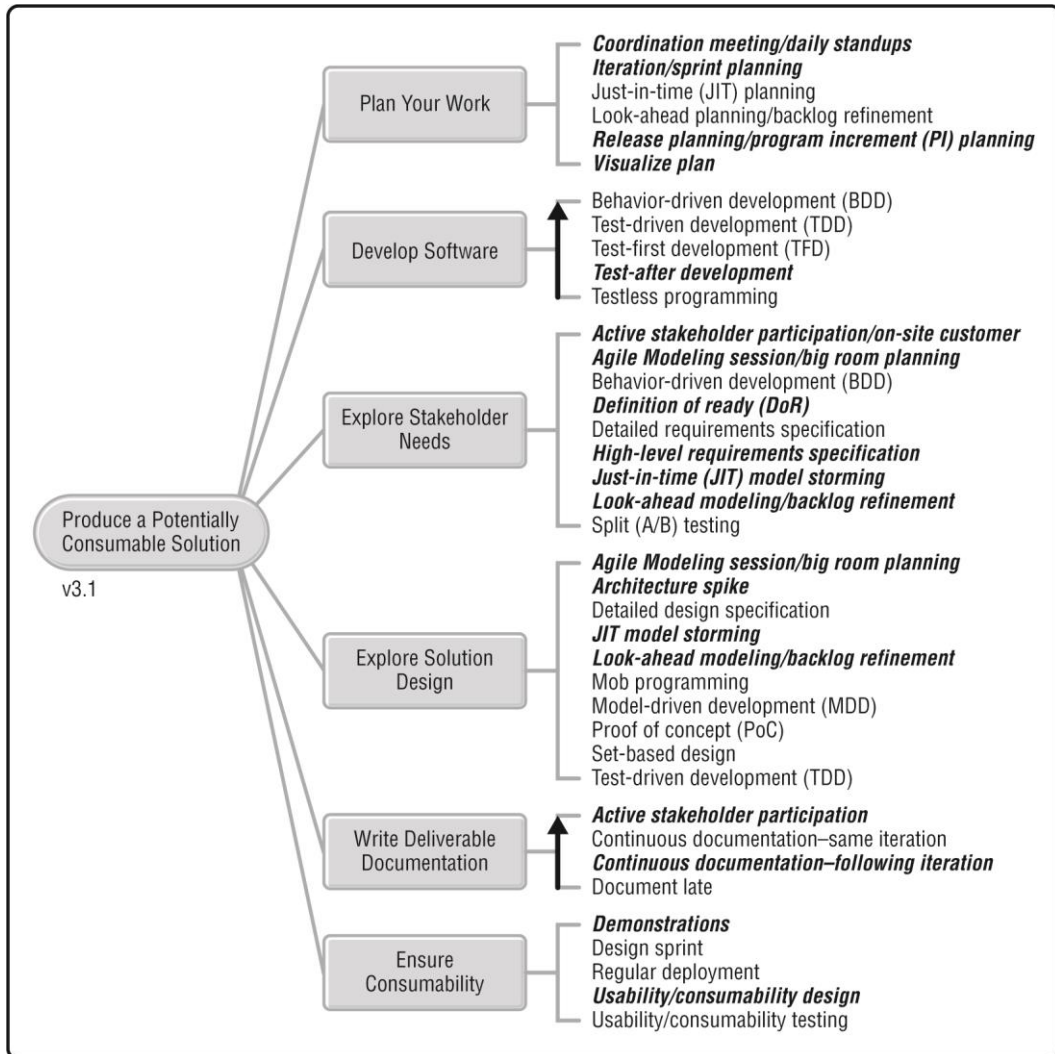 Produce a Potentially
Consumable Solution
v3.1
Plan Your Work
Coordination meeting/daily standups
Iteration/sprint planning
Just-in-time (JIT) planning
Look-ahead planning/backlog refinement
Release planning/program increment (PI) planning
Visualize plan
Develop Software
Behavior-driven development (BDD)
Test-driven development (TDD)
Test-first development (TFD)
Test-after development
Testless programming
Explore Stakeholder
Needs
Active stakeholder participation/on-site customer
Agile Modeling session/big room planning
Behavior-driven development (BDD)
Definition of ready (DoR)
Detailed requirements specification
High-level requirements specification
Just-in-time (JIT) model storming
Look-ahead modeling/backlog refinement
Split (A/B) testing
Explore Solution
Design
Agile Modeling session/big room planning
Architecture spike
Detailed design specification
JIT model storming
Look-ahead modeling/backlog refinement
Mob programming
Model-driven development (MDD)
Proof of concept (PoC)
Set-based design
Test-driven development (TDD)
Write Deliverable
Documentation
Active stakeholder participation
Continuous documentation–same iteration
Continuous documentation–following iteration
Document late
Ensure
Consumability
Demonstrations
Design sprint
Regular deployment
Usability/consumability design
Usability/consumability testing